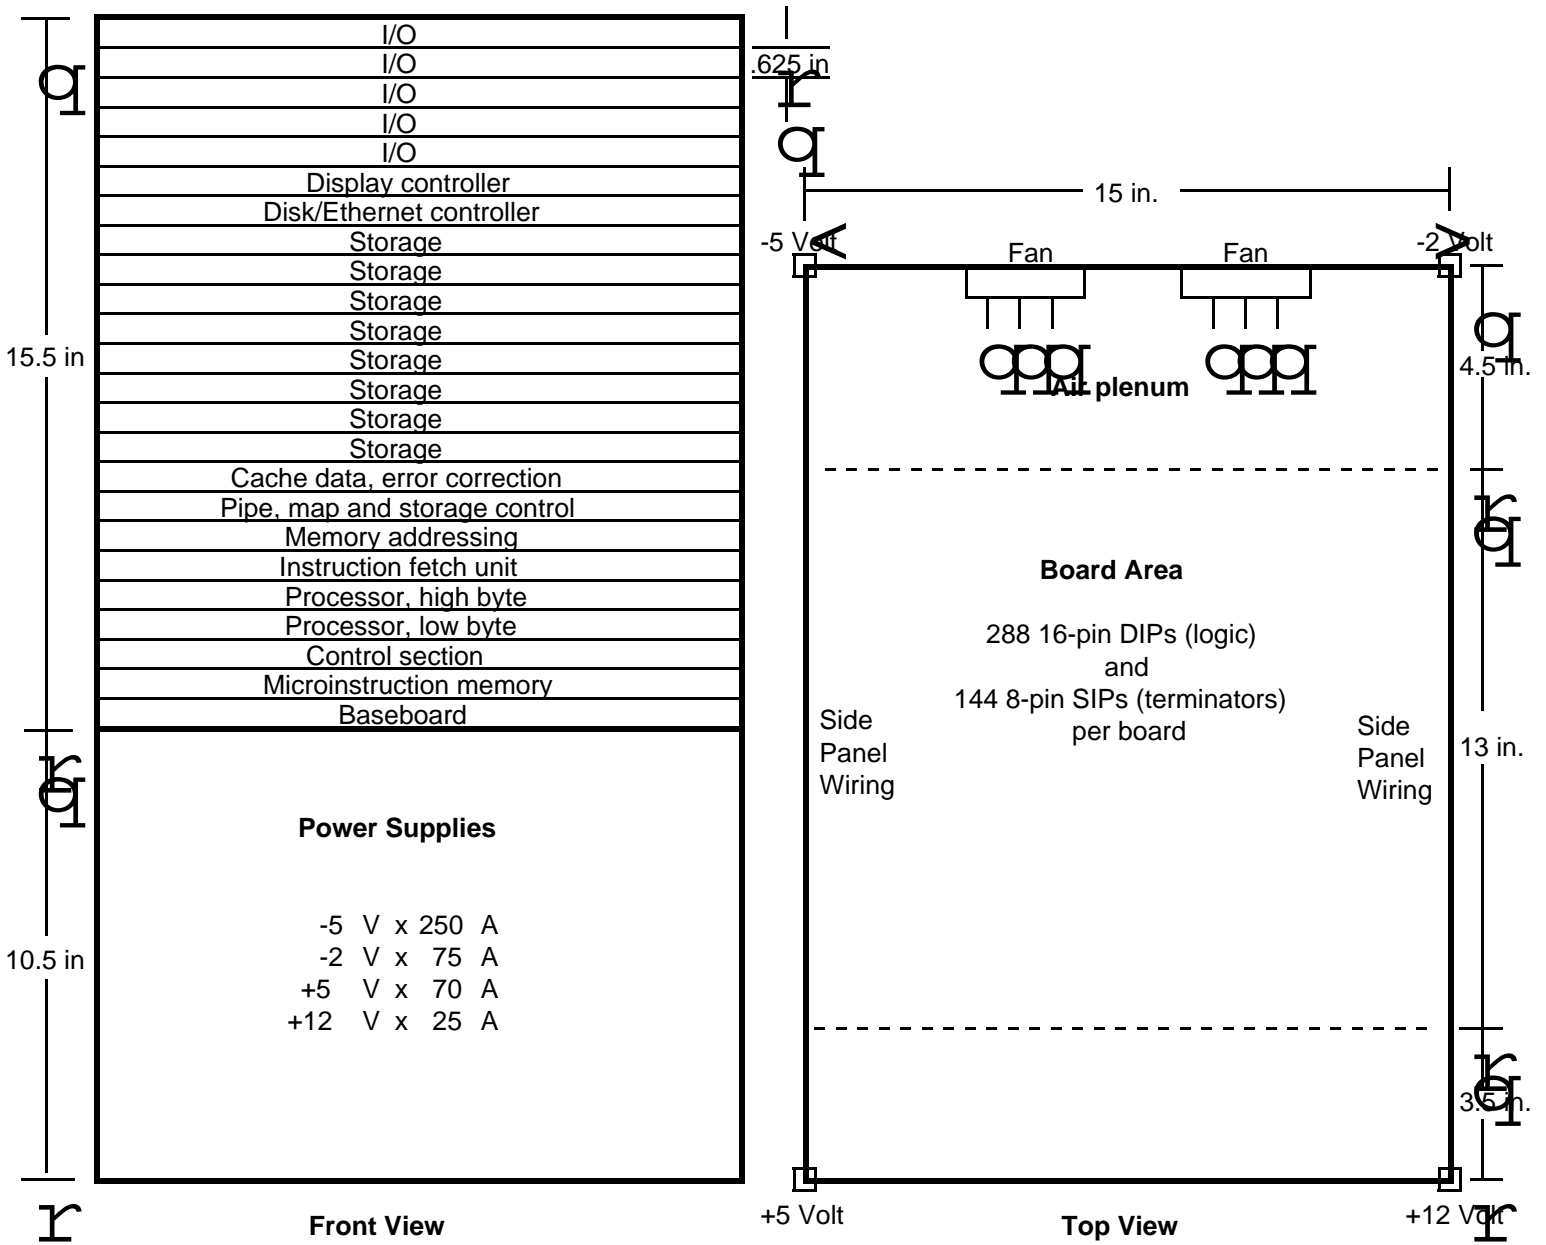 I/O
I/O
I/O
I/O
I/O
Display controller
Disk/Ethernet controller
Storage
Storage
Storage
Storage
Storage
Storage
Storage
Storage
Cache data, error correction
Pipe, map and storage control
Memory addressing
Instruction fetch unit
Processor, high byte
Processor, low byte
Control section
Microinstruction memory
Baseboard
q
15.5 in
r
q
10.5 in
r
Power Supplies
-5 V x 250 A
-2 V x 75 A
+5 V x 70 A
+12 V x 25 A
Front View
.625 in
r
q
15 in.
-5 Volt
A
-2 Volt
A
Fan
Fan
qqq
qqq
Air plenum
q
4.5 in.
r
q
Board Area
288 16-pin DIPs (logic)
and
144 8-pin SIPs (terminators)
per board
Side
Panel
Wiring
Side
Panel
Wiring
13 in.
r
q
3.5 in.
r
+5 Volt
+12 Volt
Top View